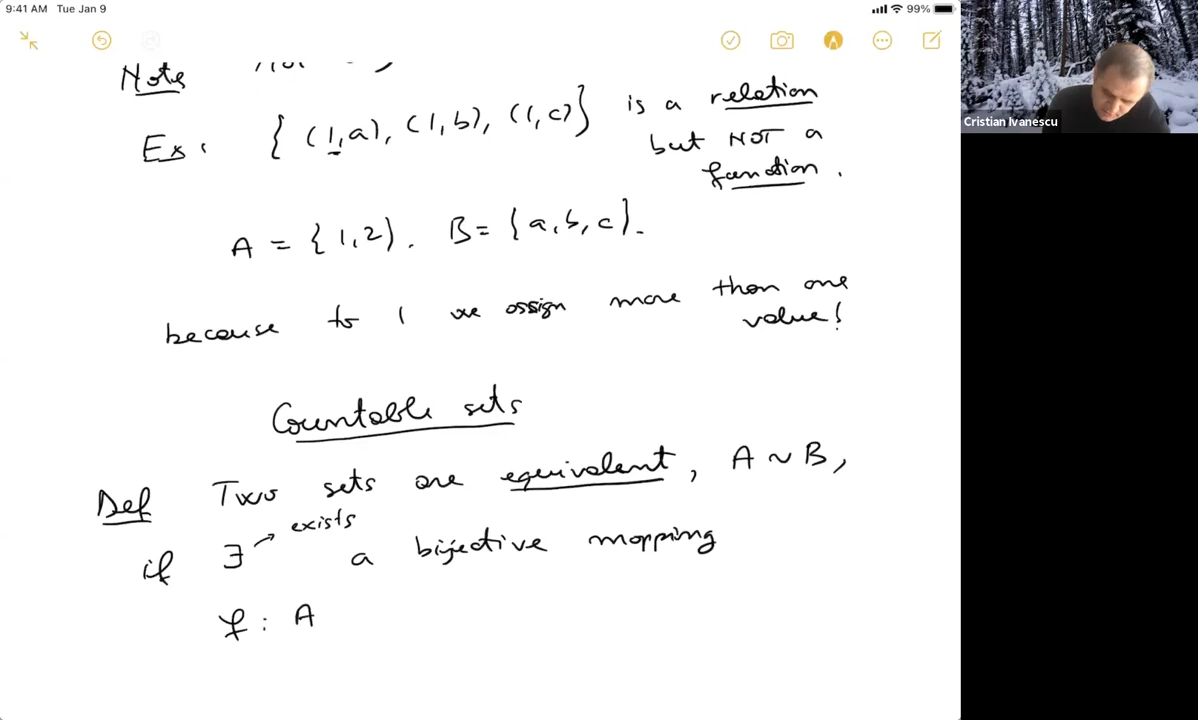 9:41 AM Tue Jan 9
99%
Note
Ex: { (1,a), (1,b), (1,c) } is a relation
but NOT a
function.
A = {1,2}. B = {a,b,c}.
because to 1 we assign more than one
value!
Countable sets
Def Two sets are equivalent, A ~ B,
if ∃ → exists a bijective mapping
f : A
Cristian Ivanescu